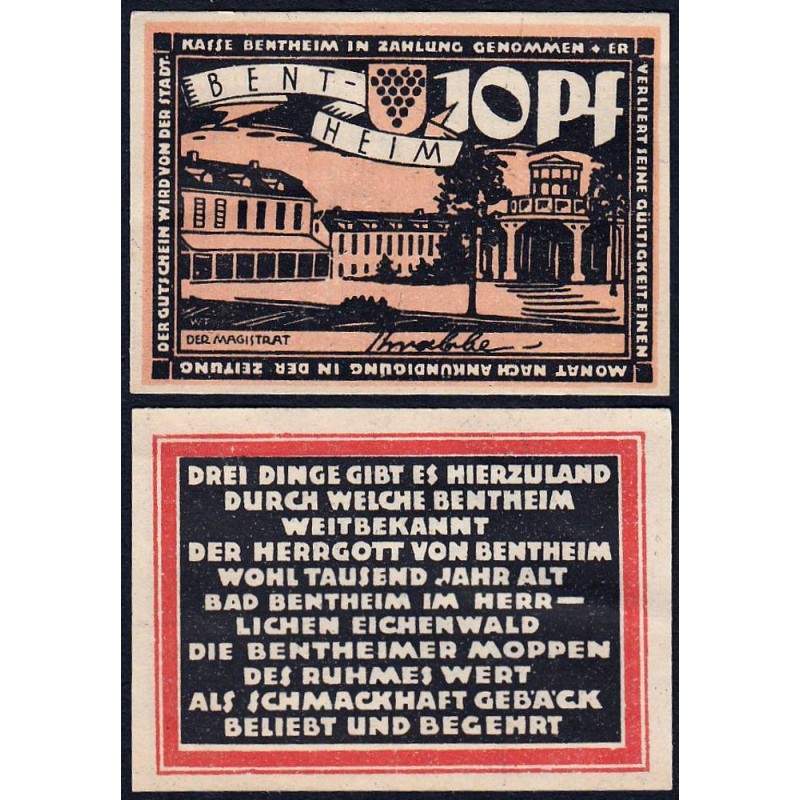 DER GUTSCHEIN WIRD VON DER STADT-
KASSE BENTHEIM IN ZAHLUNG GENOMMEN + ER
VERLIERT SEINE GÜLTIGKEIT EINEN
MONAT NACH ANKÜNDIGUNG IN DER ZEITUNG
BENT-
HEIM
10 Pf
WT
DER MAGISTRAT
DREI DINGE GIBT ES HIERZULAND
DURCH WELCHE BENTHEIM
WEITBEKANNT
DER HERRGOTT VON BENTHEIM
WOHL TAUSEND JAHR ALT
BAD BENTHEIM IM HERR—
LICHEN EICHENWALD
DIE BENTHEIMER MOPPEN
DES RUHMES WERT
ALS SCHMACKHAFT GEBÄCK
BELIEBT UND BEGEHRT